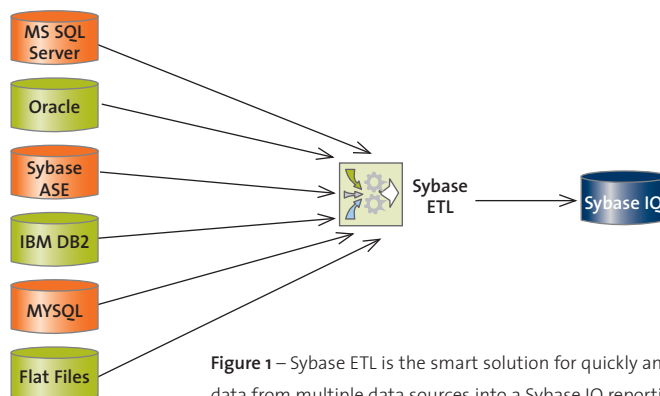 MS SQL
Server
Oracle
Sybase
ASE
IBM DB2
MYSQL
Flat Files
Sybase
ETL
Sybase IQ
Figure 1 – Sybase ETL is the smart solution for quickly an
data from multiple data sources into a Sybase IQ reporti